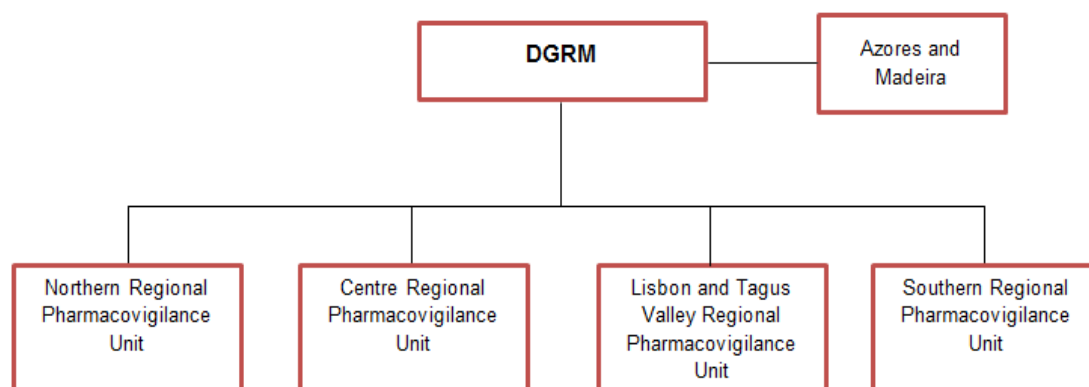 DGRM
Azores and
Madeira
Northern Regional
Pharmacovigilance
Unit
Centre Regional
Pharmacovigilance
Unit
Lisbon and Tagus
Valley Regional
Pharmacovigilance
Unit
Southern Regional
Pharmacovigilance
Unit